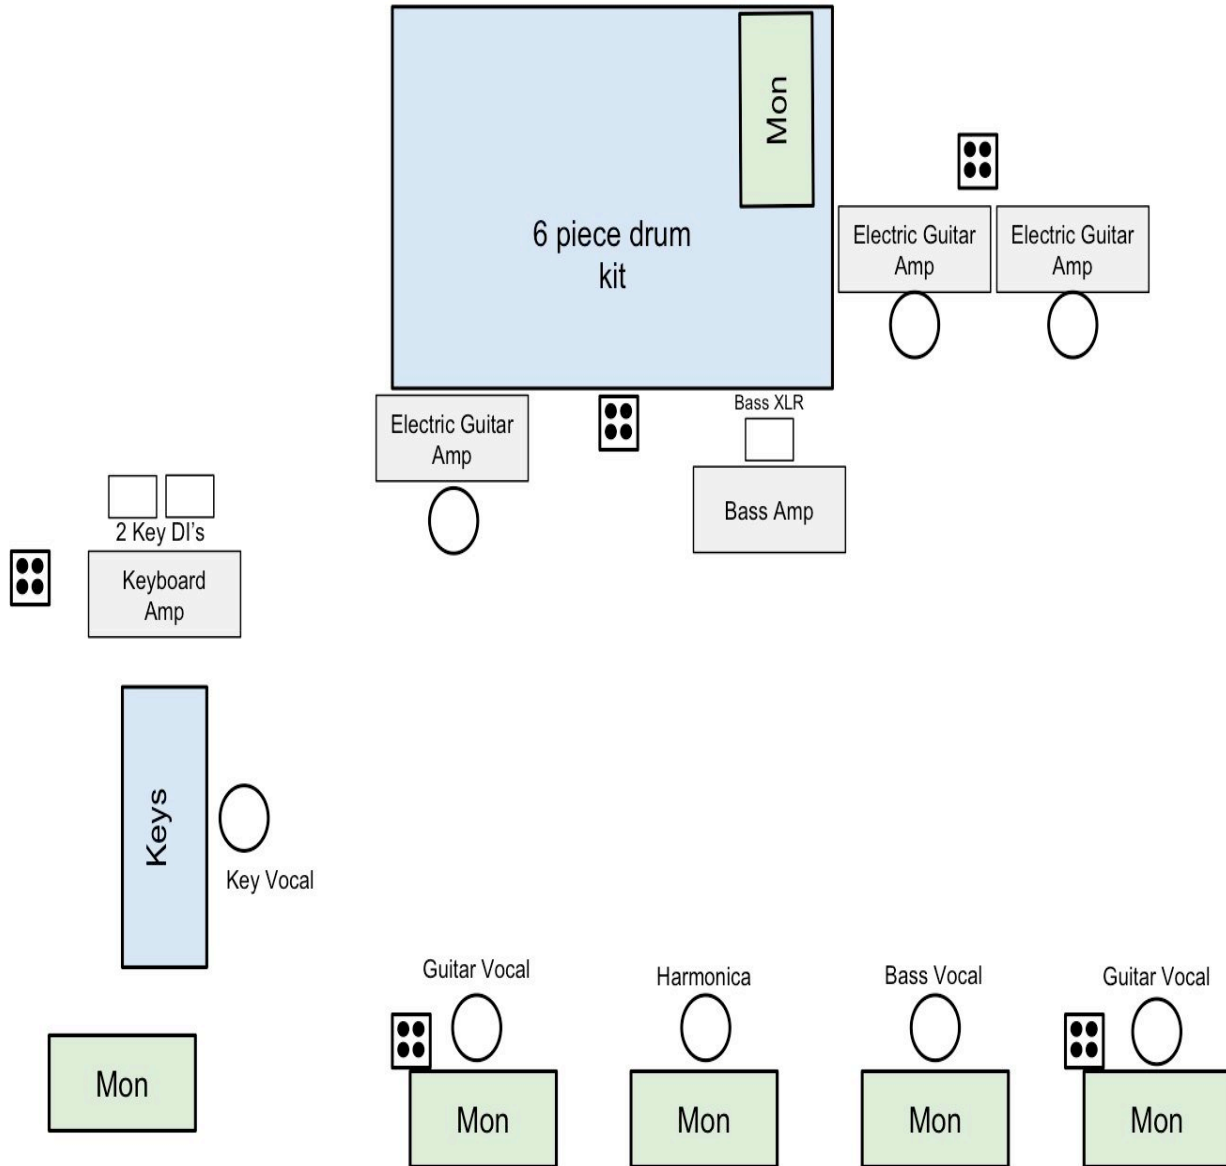 Mon
6 piece drum
kit
Electric Guitar
Amp
Electric Guitar
Amp
Electric Guitar
Amp
Bass XLR
Bass Amp
2 Key DI's
Keyboard
Amp
Keys
Key Vocal
Guitar Vocal
Harmonica
Bass Vocal
Guitar Vocal
Mon
Mon
Mon
Mon
Mon